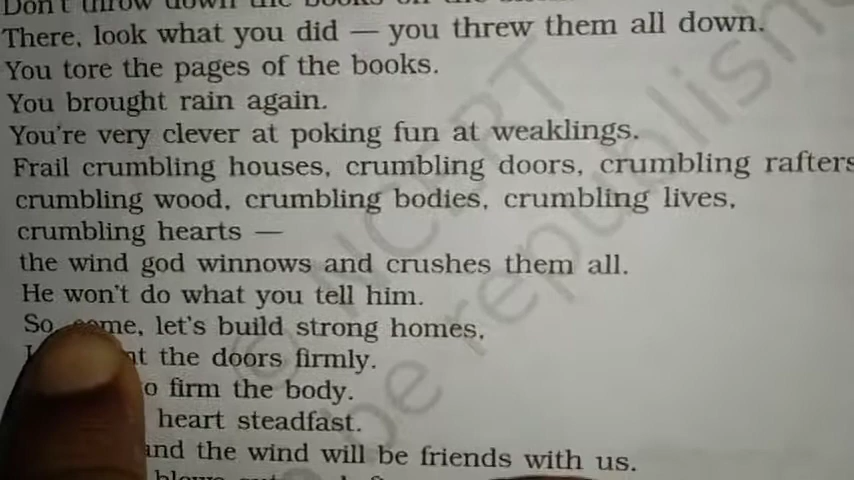 Don't throw down the books on the
There, look what you did — you threw them all down.
You tore the pages of the books.
You brought rain again.
You're very clever at poking fun at weaklings.
Frail crumbling houses, crumbling doors, crumbling rafters
crumbling wood, crumbling bodies, crumbling lives,
crumbling hearts —
the wind god winnows and crushes them all.
He won't do what you tell him.
So, come, let's build strong homes,
the doors firmly.
firm the body.
heart steadfast.
and the wind will be friends with us.
© NCERT
be republished